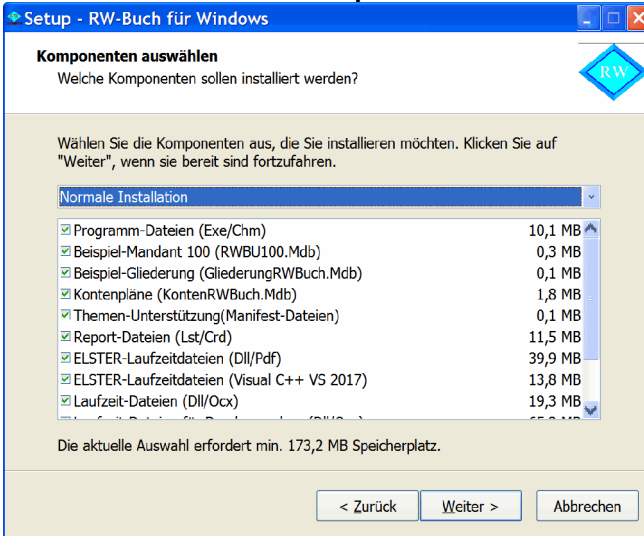 Setup - RW-Buch für Windows
Komponenten auswählen
Welche Komponenten sollen installiert werden?
RW
Wählen Sie die Komponenten aus, die Sie installieren möchten. Klicken Sie auf
"Weiter", wenn sie bereit sind fortzufahren.
Normale Installation
Programm-Dateien (Exe/Chm) 10,1 MB
Beispiel-Mandant 100 (RWBU100.Mdb) 0,3 MB
Beispiel-Gliederung (GliederungRWBuch.Mdb) 0,1 MB
Kontenpläne (KontenRWBuch.Mdb) 1,8 MB
Themen-Unterstützung(Manifest-Dateien) 0,1 MB
Report-Dateien (Lst/Crd) 11,5 MB
ELSTER-Laufzeitdateien (Dll/Pdf) 39,9 MB
ELSTER-Laufzeitdateien (Visual C++ VS 2017) 13,8 MB
Laufzeit-Dateien (Dll/Ocx) 19,3 MB
Die aktuelle Auswahl erfordert min. 173,2 MB Speicherplatz.
< Zurück Weiter > Abbrechen